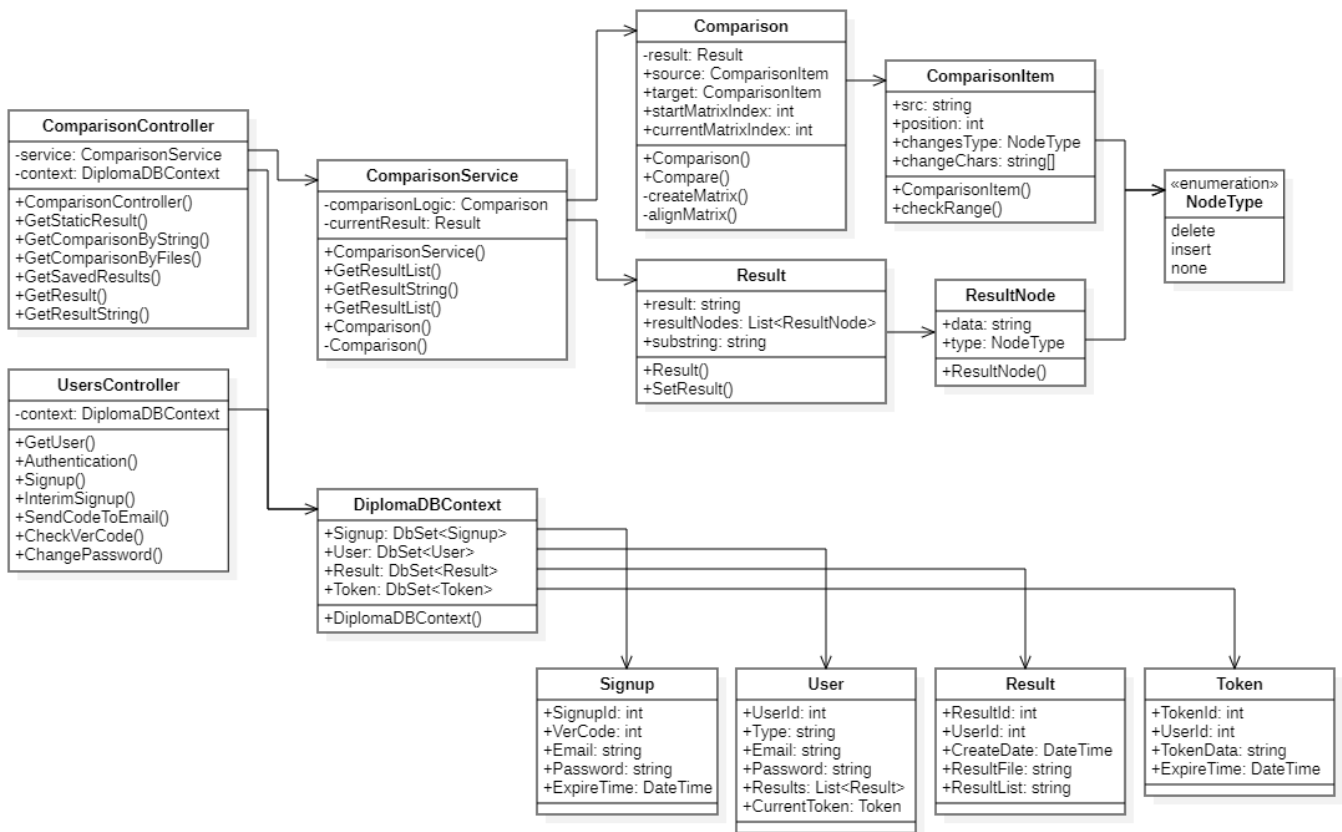 Comparison
-result: Result
+source: ComparisonItem
+target: ComparisonItem
+startMatrixIndex: int
+currentMatrixIndex: int
+Comparison()
+Compare()
-createMatrix()
-alignMatrix()
ComparisonItem
+src: string
+position: int
+changesType: NodeType
+changeChars: string[]
+ComparisonItem()
+checkRange()
«enumeration»
NodeType
delete
insert
none
ComparisonController
-service: ComparisonService
-context: DiplomaDBContext
+ComparisonController()
+GetStaticResult()
+GetComparisonByString()
+GetComparisonByFiles()
+GetSavedResults()
+GetResult()
+GetResultString()
ComparisonService
-comparisonLogic: Comparison
-currentResult: Result
+ComparisonService()
+GetResultList()
+GetResultString()
+GetResultList()
+Comparison()
-Comparison()
Result
+result: string
+resultNodes: List<ResultNode>
+substring: string
+Result()
+SetResult()
ResultNode
+data: string
+type: NodeType
+ResultNode()
UsersController
-context: DiplomaDBContext
+GetUser()
+Authentication()
+Signup()
+InterimSignup()
+SendCodeToEmail()
+CheckVerCode()
+ChangePassword()
DiplomaDBContext
+Signup: DbSet<Signup>
+User: DbSet<User>
+Result: DbSet<Result>
+Token: DbSet<Token>
+DiplomaDBContext()
Signup
+SignupId: int
+VerCode: int
+Email: string
+Password: string
+ExpireTime: DateTime
User
+UserId: int
+Type: string
+Email: string
+Password: string
+Results: List<Result>
+CurrentToken: Token
Result
+ResultId: int
+UserId: int
+CreateDate: DateTime
+ResultFile: string
+ResultList: string
Token
+TokenId: int
+UserId: int
+TokenData: string
+ExpireTime: DateTime